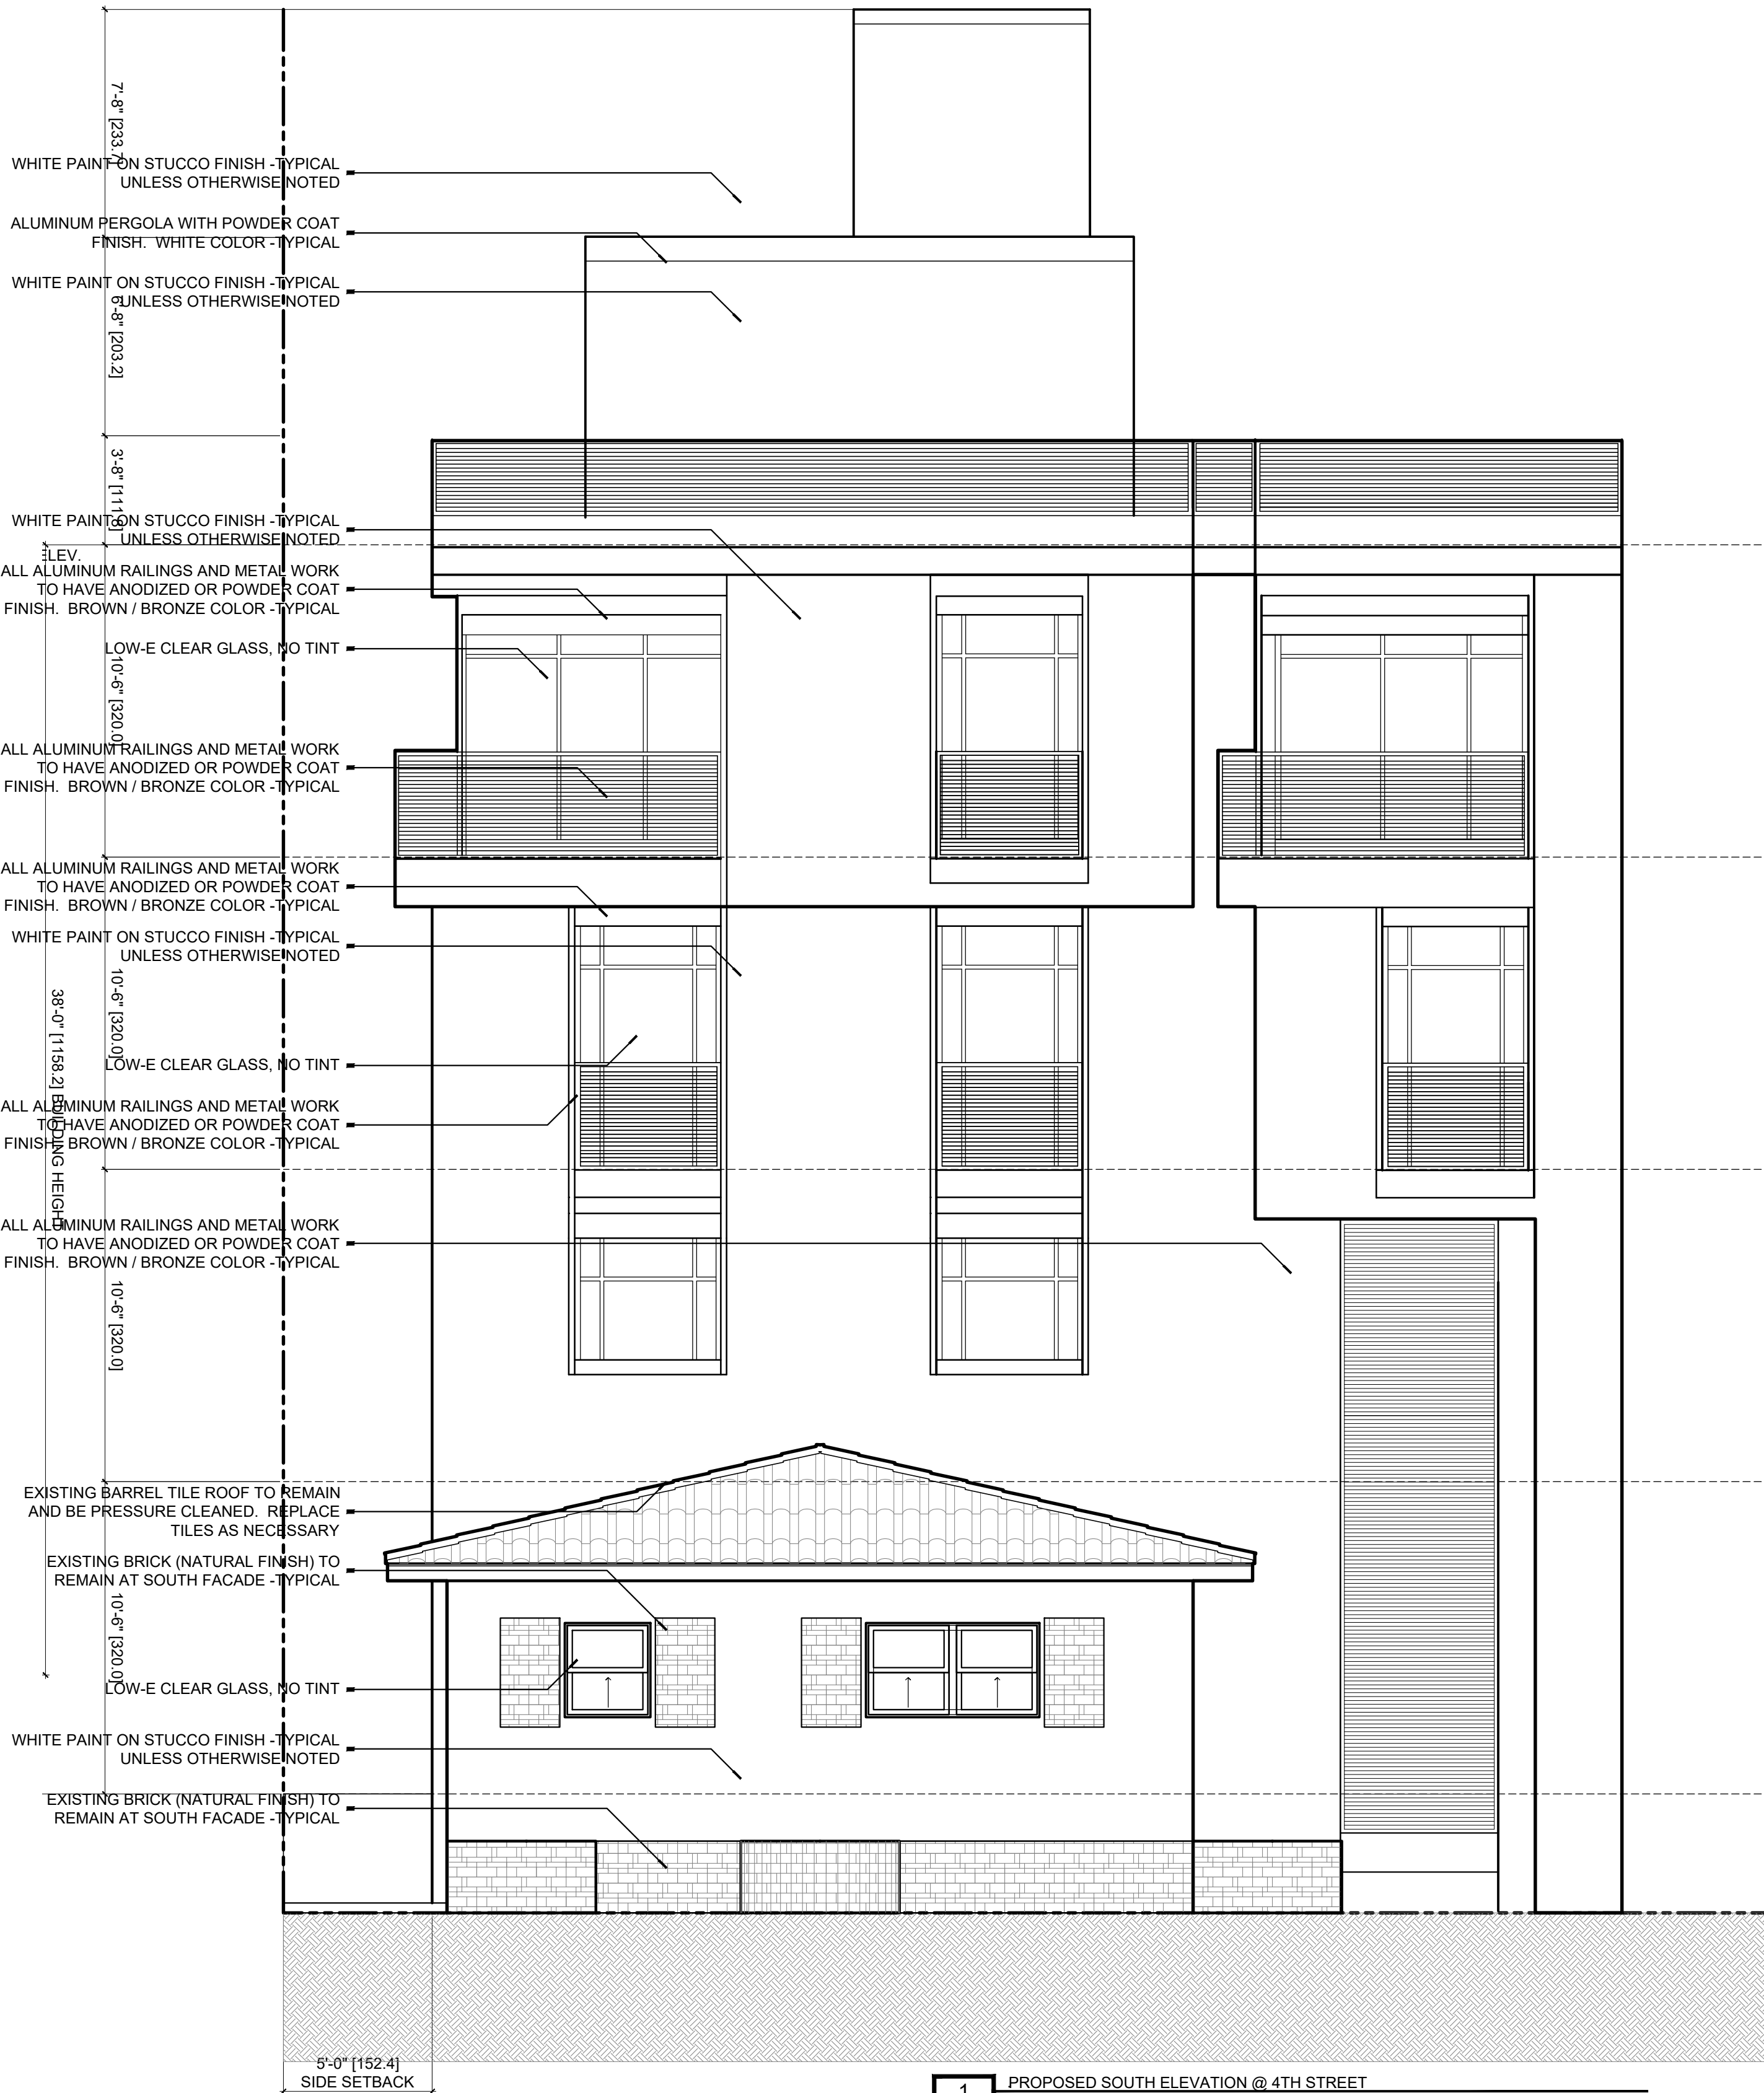 7'-8" [233.7]
WHITE PAINT ON STUCCO FINISH -TYPICAL
UNLESS OTHERWISE NOTED
ALUMINUM PERGOLA WITH POWDER COAT
FINISH.  WHITE COLOR -TYPICAL
WHITE PAINT ON STUCCO FINISH -TYPICAL
UNLESS OTHERWISE NOTED
6'-8" [203.2]
3'-8" [111.8]
WHITE PAINT ON STUCCO FINISH -TYPICAL
UNLESS OTHERWISE NOTED
ELEV.
ALL ALUMINUM RAILINGS AND METAL WORK
TO HAVE ANODIZED OR POWDER COAT
FINISH.  BROWN / BRONZE COLOR -TYPICAL
LOW-E CLEAR GLASS, NO TINT
10'-6" [320.0]
ALL ALUMINUM RAILINGS AND METAL WORK
TO HAVE ANODIZED OR POWDER COAT
FINISH.  BROWN / BRONZE COLOR -TYPICAL
ALL ALUMINUM RAILINGS AND METAL WORK
TO HAVE ANODIZED OR POWDER COAT
FINISH.  BROWN / BRONZE COLOR -TYPICAL
WHITE PAINT ON STUCCO FINISH -TYPICAL
UNLESS OTHERWISE NOTED
10'-6" [320.0]
38'-0" [1158.2] BUILDING HEIGHT
LOW-E CLEAR GLASS, NO TINT
ALL ALUMINUM RAILINGS AND METAL WORK
TO HAVE ANODIZED OR POWDER COAT
FINISH.  BROWN / BRONZE COLOR -TYPICAL
ALL ALUMINUM RAILINGS AND METAL WORK
TO HAVE ANODIZED OR POWDER COAT
FINISH.  BROWN / BRONZE COLOR -TYPICAL
10'-6" [320.0]
EXISTING BARREL TILE ROOF TO REMAIN
AND BE PRESSURE CLEANED.  REPLACE
TILES AS NECESSARY
EXISTING BRICK (NATURAL FINISH) TO
REMAIN AT SOUTH FACADE -TYPICAL
10'-6" [320.0]
LOW-E CLEAR GLASS, NO TINT
WHITE PAINT ON STUCCO FINISH -TYPICAL
UNLESS OTHERWISE NOTED
EXISTING BRICK (NATURAL FINISH) TO
REMAIN AT SOUTH FACADE -TYPICAL
5'-0" [152.4]
SIDE SETBACK
1
PROPOSED SOUTH ELEVATION @ 4TH STREET